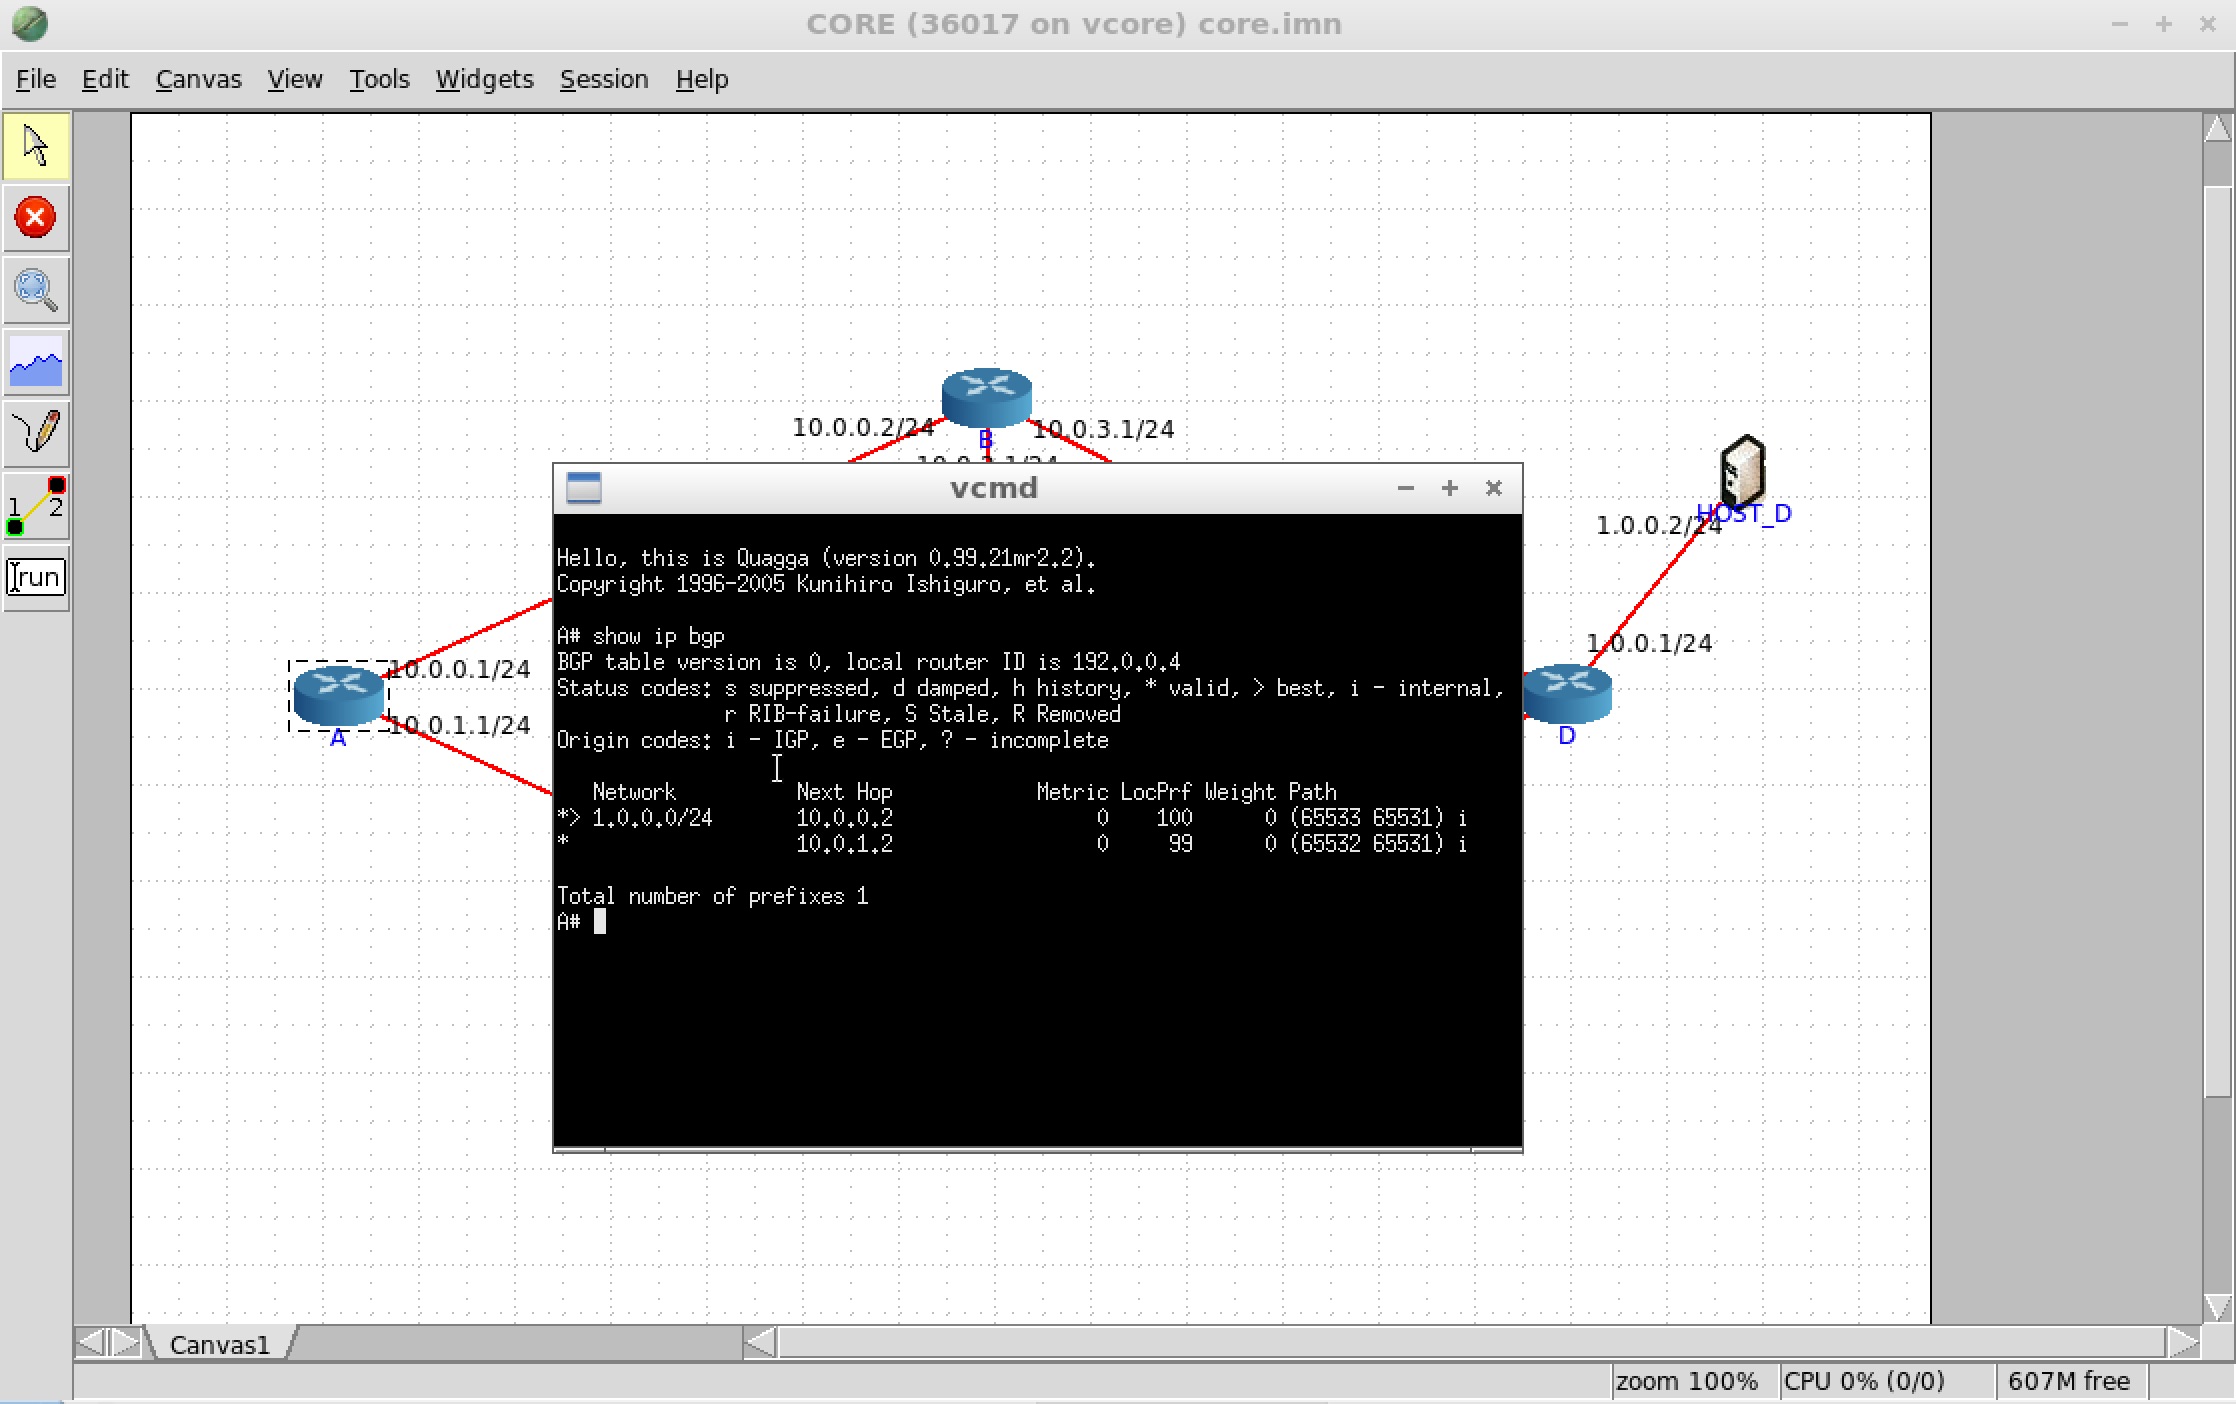 CORE (36017 on vcore) core.imn
File Edit Canvas View Tools Widgets Session Help
1 2
run
10.0.0.2/24
10.0.3.1/24
B
HOST_D
1.0.0.2/24
1.0.0.1/24
10.0.0.1/24
10.0.1.1/24
A
D
vcmd
Hello, this is Quagga (version 0.99.21mr2.2).
Copyright 1996-2005 Kunihiro Ishiguro, et al.
A# show ip bgp
BGP table version is 0, local router ID is 192.0.0.4
Status codes: s suppressed, d damped, h history, * valid, > best, i - internal,
r RIB-failure, S Stale, R Removed
Origin codes: i - IGP, e - EGP, ? - incomplete
Network Next Hop Metric LocPrf Weight Path
*> 1.0.0.0/24 10.0.0.2 0 100 0 (65533 65531) i
* 10.0.1.2 0 99 0 (65532 65531) i
Total number of prefixes 1
A#
Canvas1
zoom 100% CPU 0% (0/0) 607M free